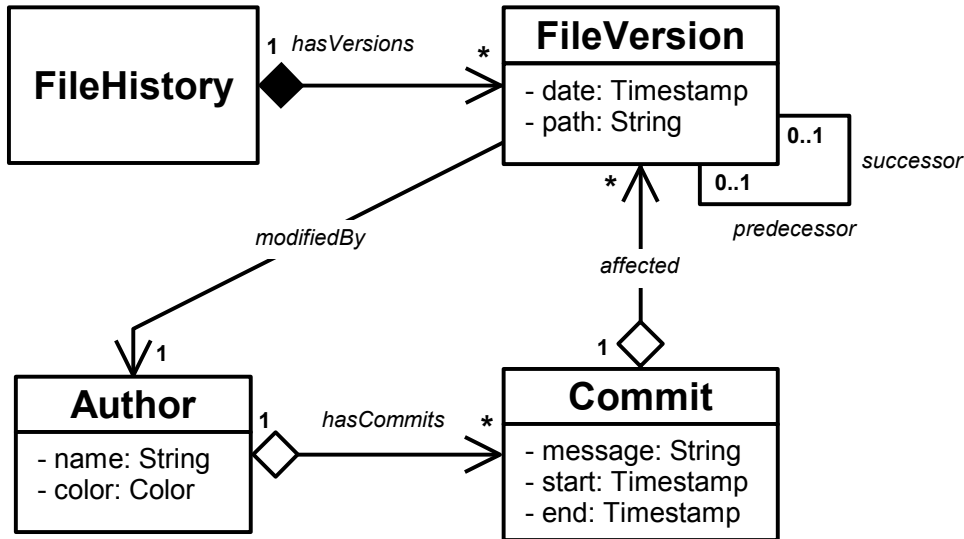 FileHistory
1
hasVersions
*
FileVersion
- date: Timestamp
- path: String
0..1
successor
0..1
predecessor
*
modifiedBy
affected
1
1
Author
- name: String
- color: Color
1
hasCommits
*
Commit
- message: String
- start: Timestamp
- end: Timestamp